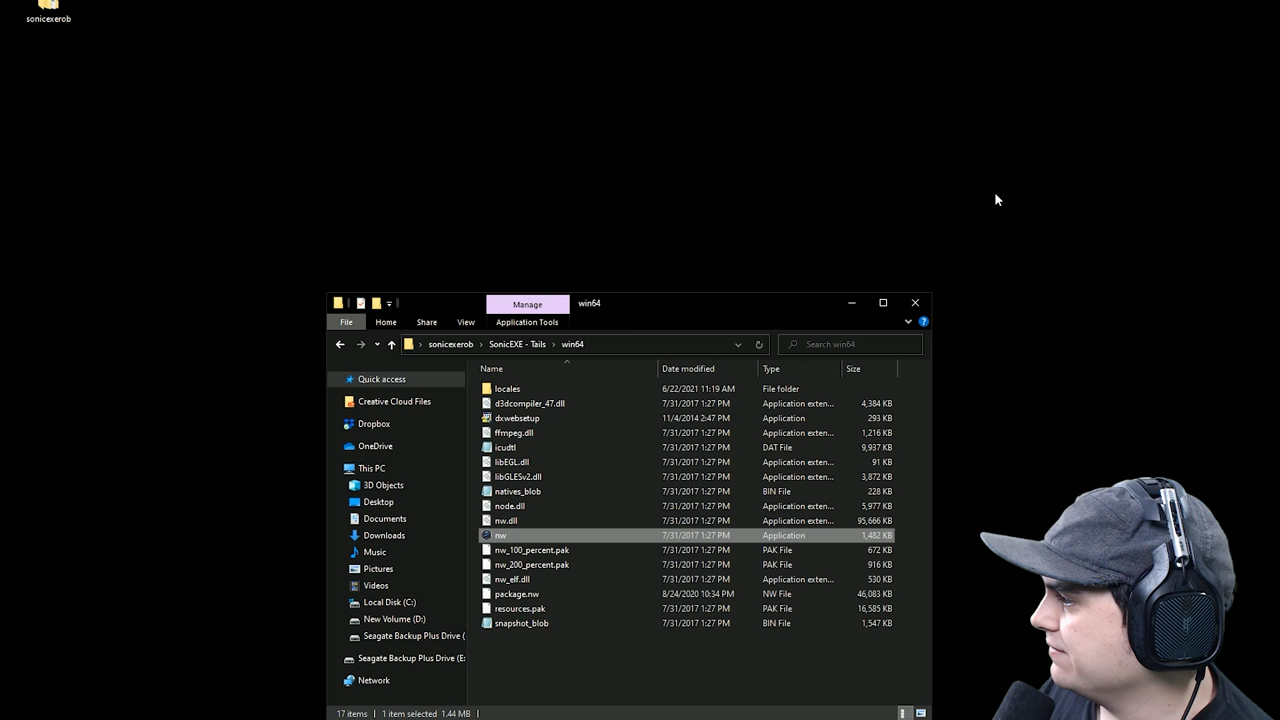 sonicexerob
Manage
win64
File
Home
Share
View
Application Tools
sonicexerob
SonicEXE - Tails
win64
Search win64
Name
Date modified
Type
Size
Quick access
Creative Cloud Files
Dropbox
OneDrive
This PC
3D Objects
Desktop
Documents
Downloads
Music
Pictures
Videos
Local Disk (C:)
New Volume (D:)
Seagate Backup Plus Drive (
Seagate Backup Plus Drive (E:
Network
locales 6/22/2021 11:19 AM File folder
d3dcompiler_47.dll 7/31/2017 1:27 PM Application exten... 4,384 KB
dxwebsetup 11/4/2014 2:47 PM Application 293 KB
ffmpeg.dll 7/31/2017 1:27 PM Application exten... 1,216 KB
icudtl 7/31/2017 1:27 PM DAT File 9,937 KB
libEGL.dll 7/31/2017 1:27 PM Application exten... 91 KB
libGLESv2.dll 7/31/2017 1:27 PM Application exten... 3,872 KB
natives_blob 7/31/2017 1:27 PM BIN File 228 KB
node.dll 7/31/2017 1:27 PM Application exten... 5,977 KB
nw.dll 7/31/2017 1:27 PM Application exten... 95,666 KB
nw 7/31/2017 1:27 PM Application 1,482 KB
nw_100_percent.pak 7/31/2017 1:27 PM PAK File 672 KB
nw_200_percent.pak 7/31/2017 1:27 PM PAK File 916 KB
nw_elf.dll 7/31/2017 1:27 PM Application exten... 530 KB
package.nw 8/24/2020 10:34 PM NW File 46,083 KB
resources.pak 7/31/2017 1:27 PM PAK File 16,585 KB
snapshot_blob 7/31/2017 1:27 PM BIN File 1,547 KB
17 items
1 item selected 1.44 MB